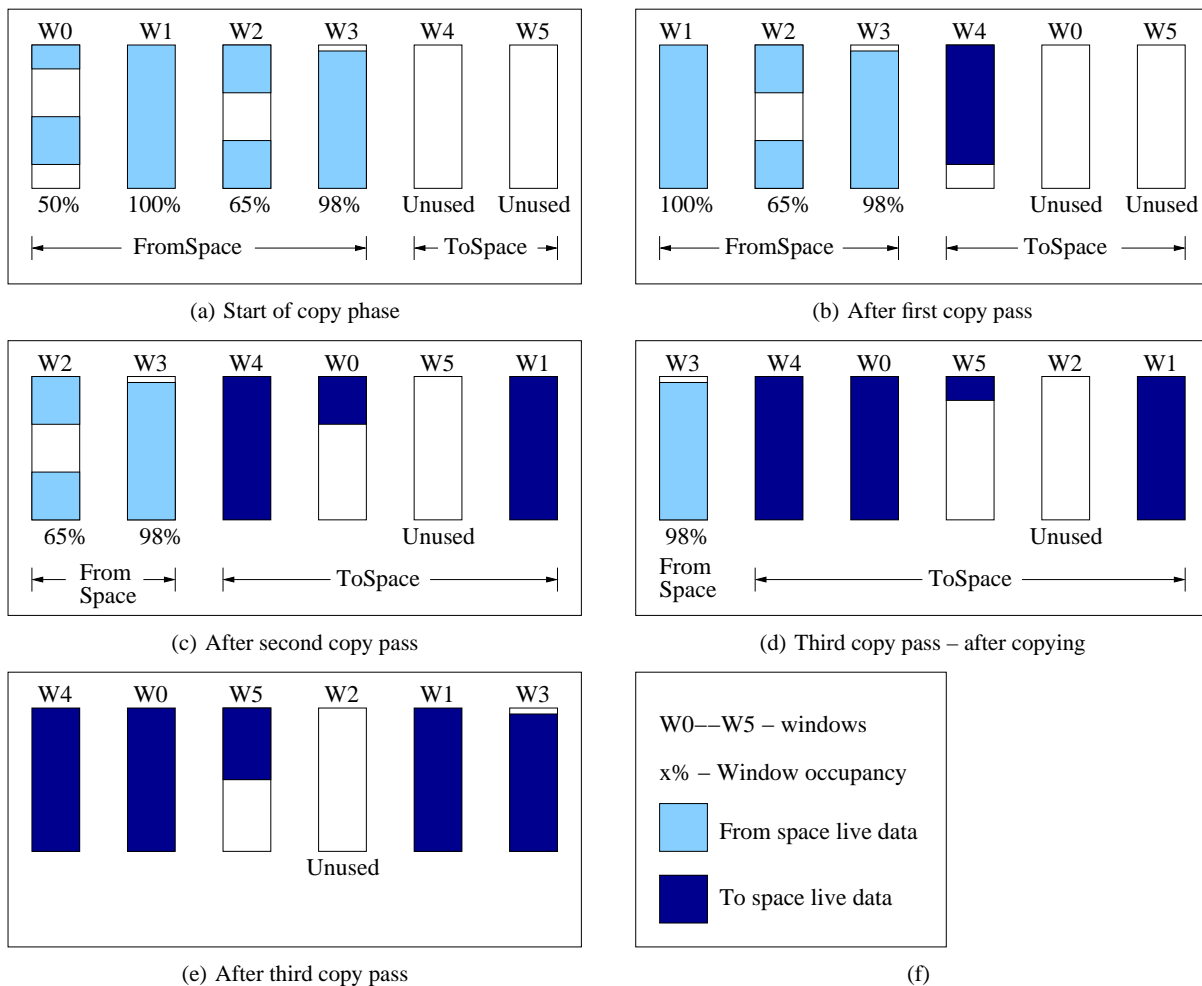 W0 W1 W2 W3 W4 W5
50% 100% 65% 98% Unused Unused
FromSpace ToSpace
(a) Start of copy phase
W1 W2 W3 W4 W0 W5
100% 65% 98% Unused Unused
FromSpace ToSpace
(b) After first copy pass
W2 W3 W4 W0 W5 W1
65% 98% Unused
From
Space
ToSpace
(c) After second copy pass
W3 W4 W0 W5 W2 W1
98% Unused
From
Space
ToSpace
(d) Third copy pass – after copying
W4 W0 W5 W2 W1 W3
Unused
(e) After third copy pass
W0––W5 – windows
x% – Window occupancy
From space live data
To space live data
(f)